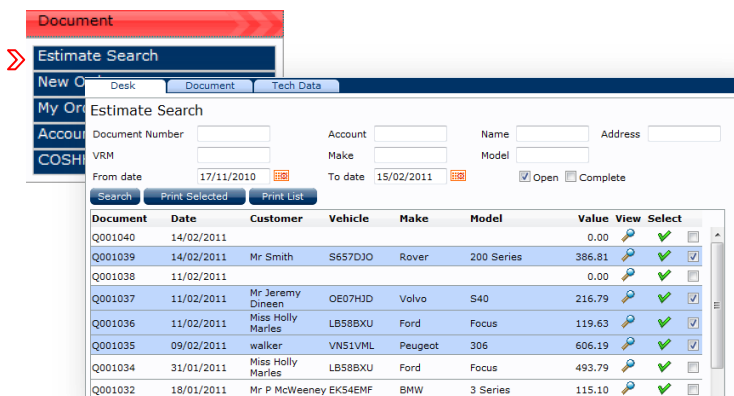 Document
Estimate Search
New O
My Or
Accou
COSH
Desk Document Tech Data
Estimate Search
Document Number Account Name Address
VRM Make Model
From date 17/11/2010 To date 15/02/2011 Open Complete
Search Print Selected Print List
Document Date Customer Vehicle Make Model Value View Select
Q001040 14/02/2011 0.00
Q001039 14/02/2011 Mr Smith S657DJO Rover 200 Series 386.81
Q001038 11/02/2011 0.00
Q001037 11/02/2011 Mr Jeremy Dineen OE07HJD Volvo S40 216.79
Q001036 11/02/2011 Miss Holly Marles LB58BXU Ford Focus 119.63
Q001035 09/02/2011 walker VN51VML Peugeot 306 606.19
Q001034 31/01/2011 Miss Holly Marles LB58BXU Ford Focus 493.79
Q001032 18/01/2011 Mr P McWeeney EK54EMF BMW 3 Series 115.10